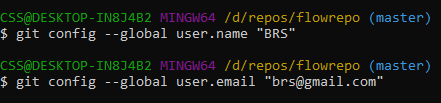 CSS@DESKTOP-IN8J4B2 MINGW64 /d/repos/flowrepo (master)
$ git config --global user.name "BRS"
CSS@DESKTOP-IN8J4B2 MINGW64 /d/repos/flowrepo (master)
$ git config --global user.email "brs@gmail.com"